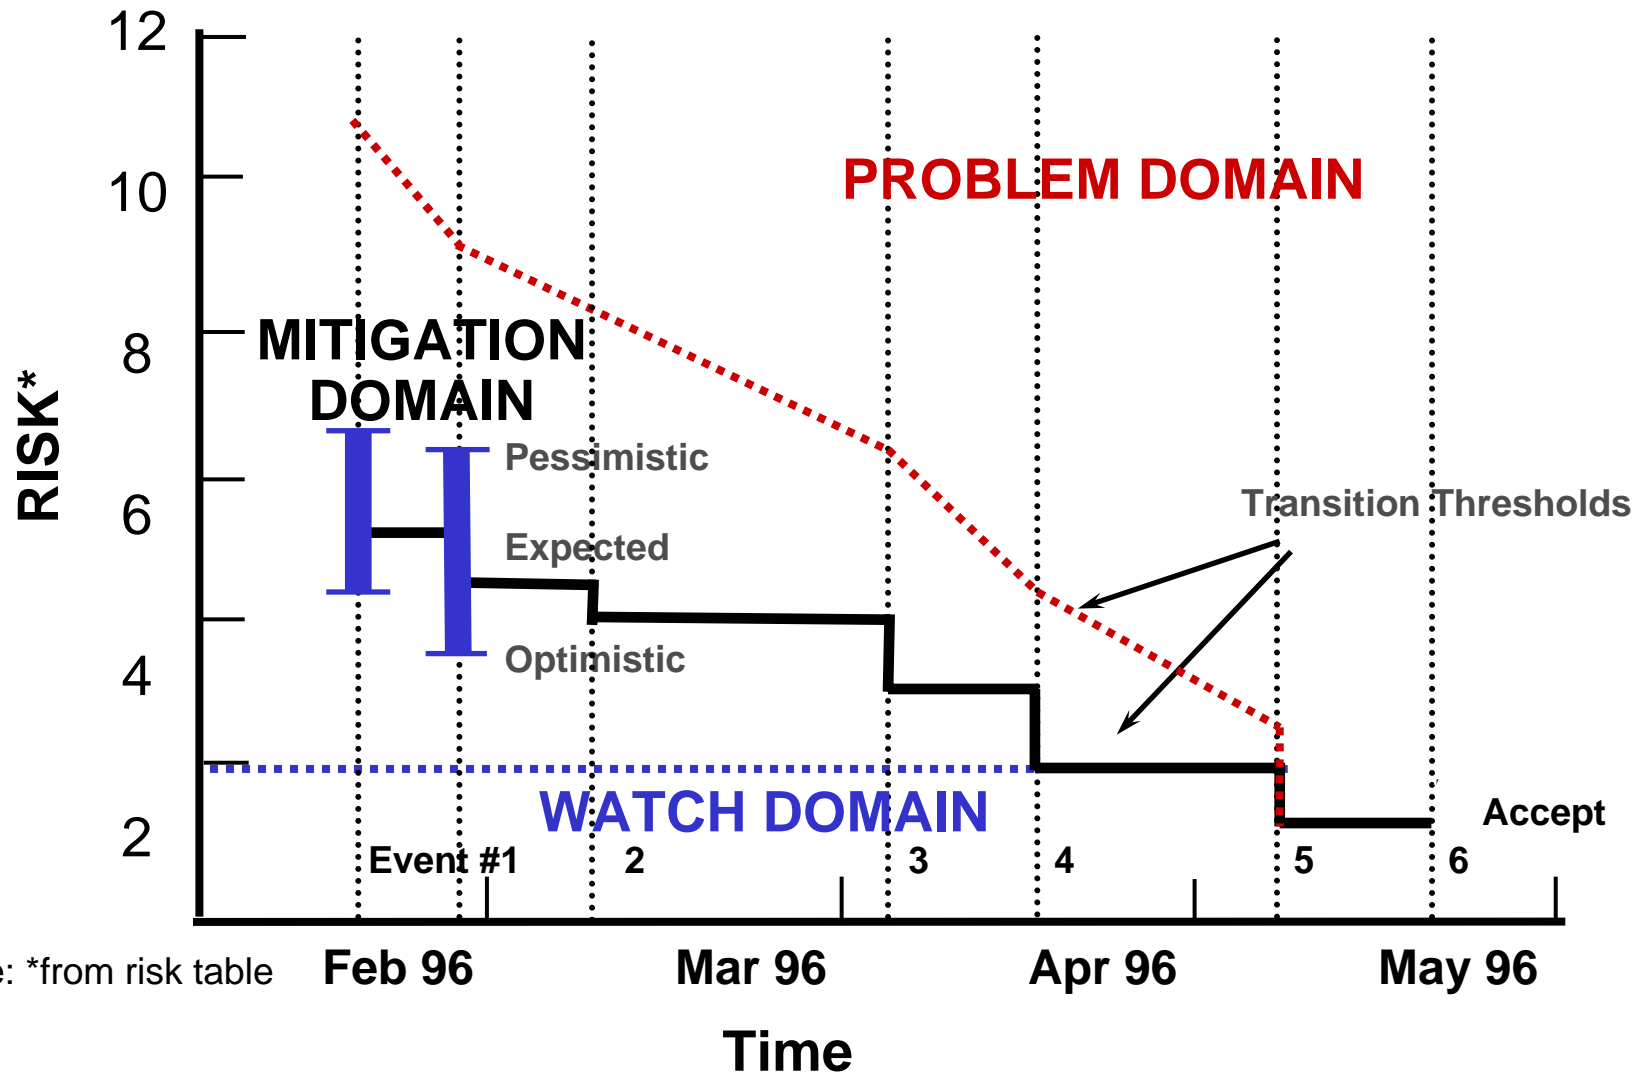 12
10
8
6
4
2
RISK*
PROBLEM DOMAIN
MITIGATION
DOMAIN
Pessimistic
Expected
Optimistic
Transition Thresholds
WATCH DOMAIN
Accept
Event #1 2 3 4 5 6
e: *from risk table
Feb 96 Mar 96 Apr 96 May 96
Time